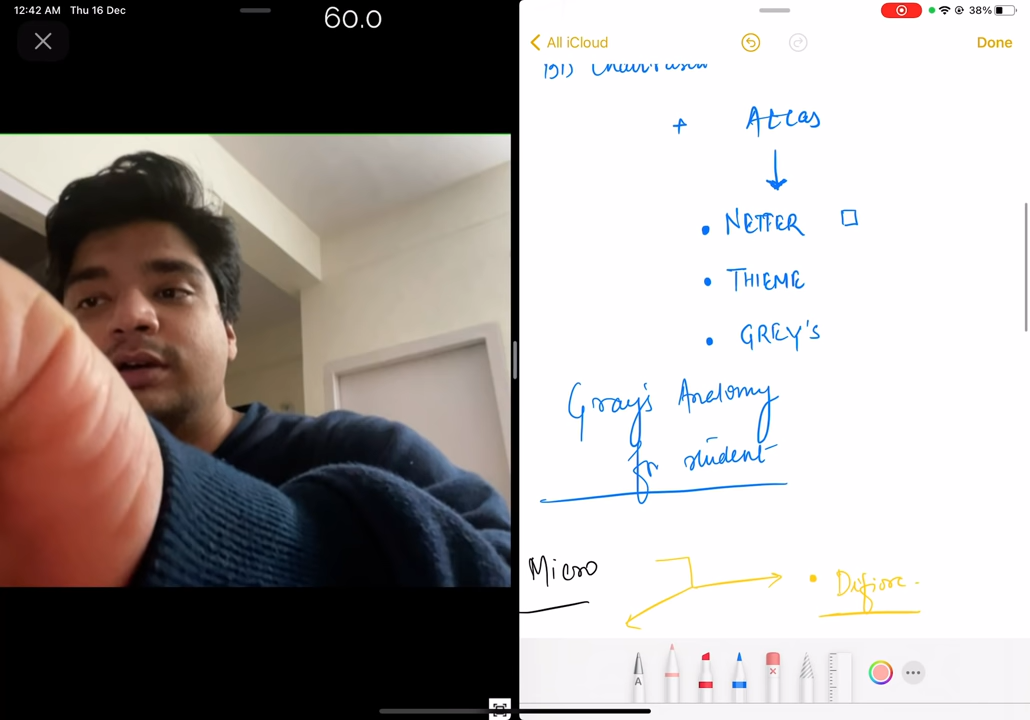 12:42 AM Thu 16 Dec
60.0
38%
All iCloud
Done
+ Atlas
NETTER
THIEME
GREY'S
Gray's Anatomy
for student
Micro
Difiore.
A